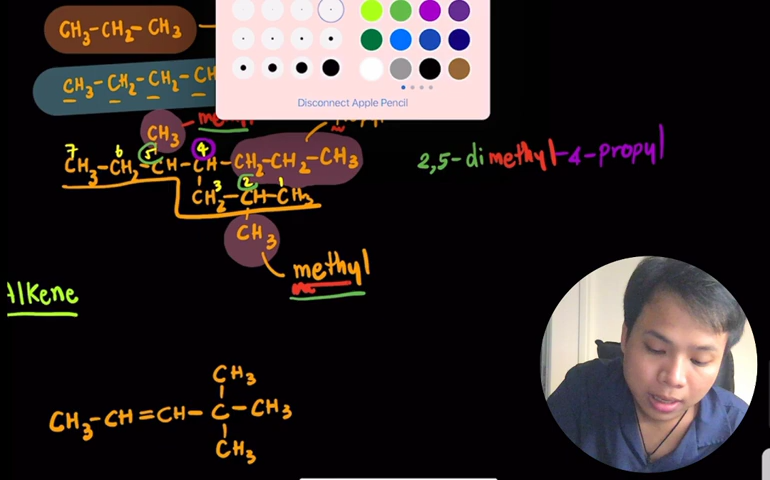 CH3-CH2-CH3
CH3-CH2-CH2-CH
Disconnect Apple Pencil
CH3
7 6 5 4
CH3-CH2-CH-CH-CH2-CH2-CH3
2,5-dimethyl-4-propyl
3 2 1
CH2-CH-CH3
CH3
methyl
Alkene
CH3
CH3-CH=CH-C-CH3
CH3